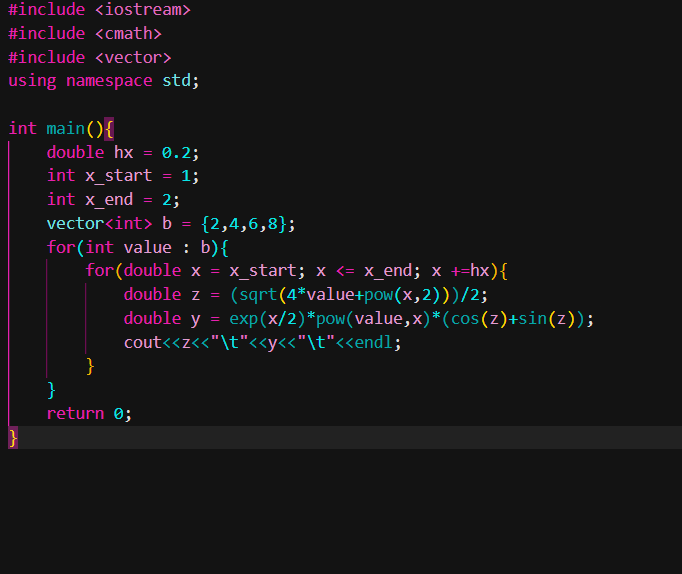 #include <iostream>
#include <cmath>
#include <vector>
using namespace std;

int main(){
    double hx = 0.2;
    int x_start = 1;
    int x_end = 2;
    vector<int> b = {2,4,6,8};
    for(int value : b){
        for(double x = x_start; x <= x_end; x +=hx){
            double z = (sqrt(4*value+pow(x,2)))/2;
            double y = exp(x/2)*pow(value,x)*(cos(z)+sin(z));
            cout<<z<<"\t"<<y<<"\t"<<endl;
        }
    }
    return 0;
}